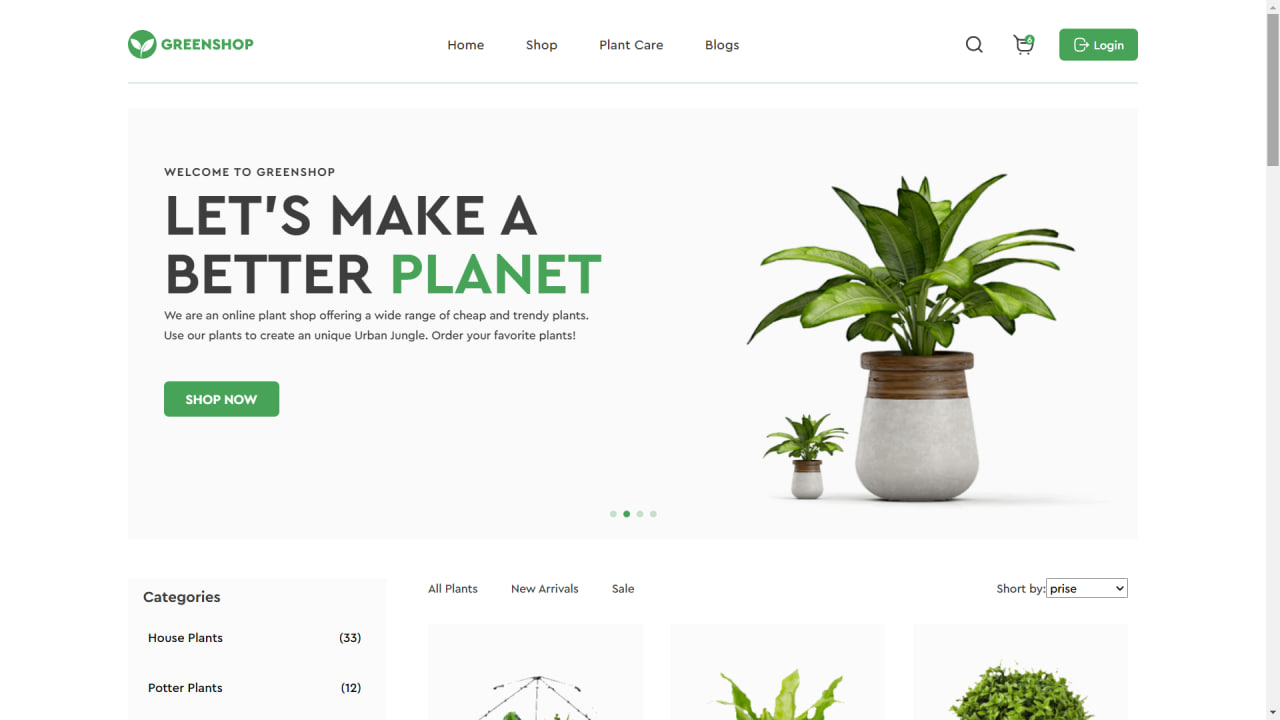 GREENSHOP
Home
Shop
Plant Care
Blogs
6
Login
WELCOME TO GREENSHOP
LET'S MAKE A
BETTER PLANET
We are an online plant shop offering a wide range of cheap and trendy plants.
Use our plants to create an unique Urban Jungle. Order your favorite plants!
SHOP NOW
Categories
House Plants (33)
Potter Plants (12)
All Plants
New Arrivals
Sale
Short by: prise